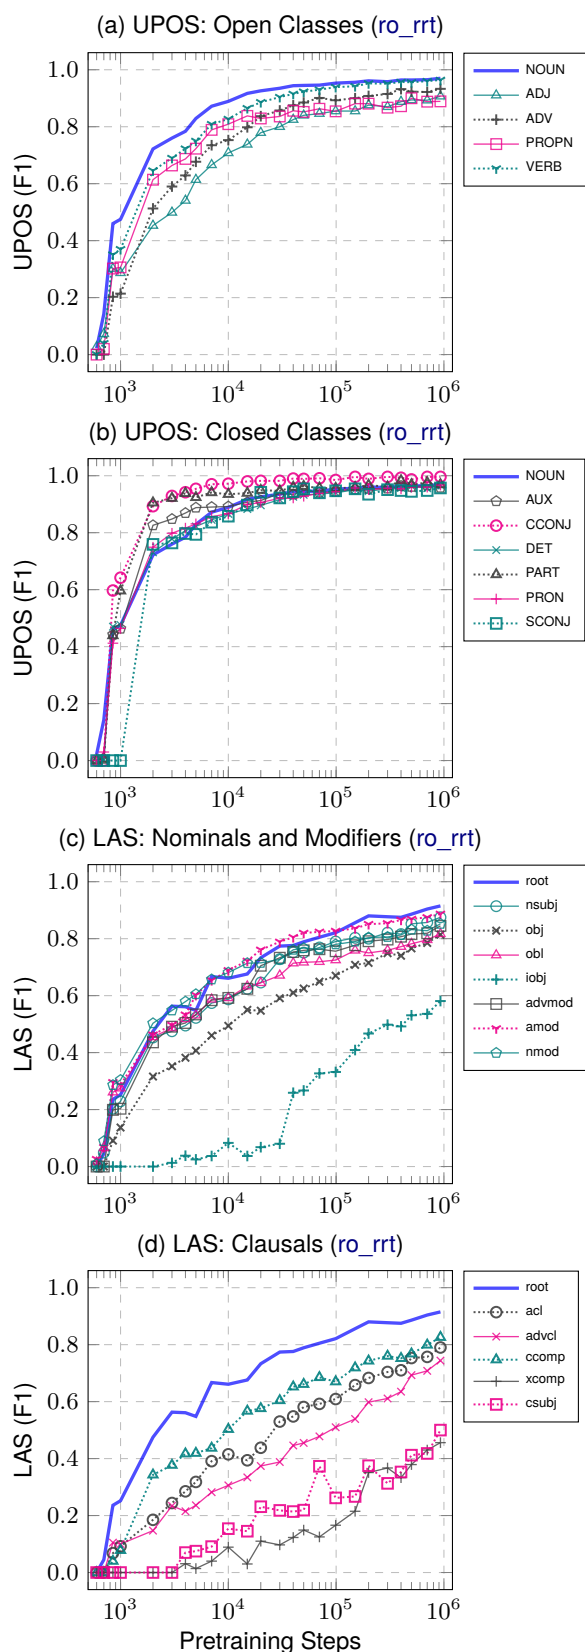 (a) UPOS: Open Classes (ro_rrt)
UPOS (F1)
1.0
0.8
0.6
0.4
0.2
0.0
10^3
10^4
10^5
10^6
NOUN
ADJ
ADV
PROPN
VERB
(b) UPOS: Closed Classes (ro_rrt)
UPOS (F1)
1.0
0.8
0.6
0.4
0.2
0.0
10^3
10^4
10^5
10^6
NOUN
AUX
CCONJ
DET
PART
PRON
SCONJ
(c) LAS: Nominals and Modifiers (ro_rrt)
LAS (F1)
1.0
0.8
0.6
0.4
0.2
0.0
10^3
10^4
10^5
10^6
root
nsubj
obj
obl
iobj
advmod
amod
nmod
(d) LAS: Clausals (ro_rrt)
LAS (F1)
1.0
0.8
0.6
0.4
0.2
0.0
10^3
10^4
10^5
10^6
Pretraining Steps
root
acl
advcl
ccomp
xcomp
csubj